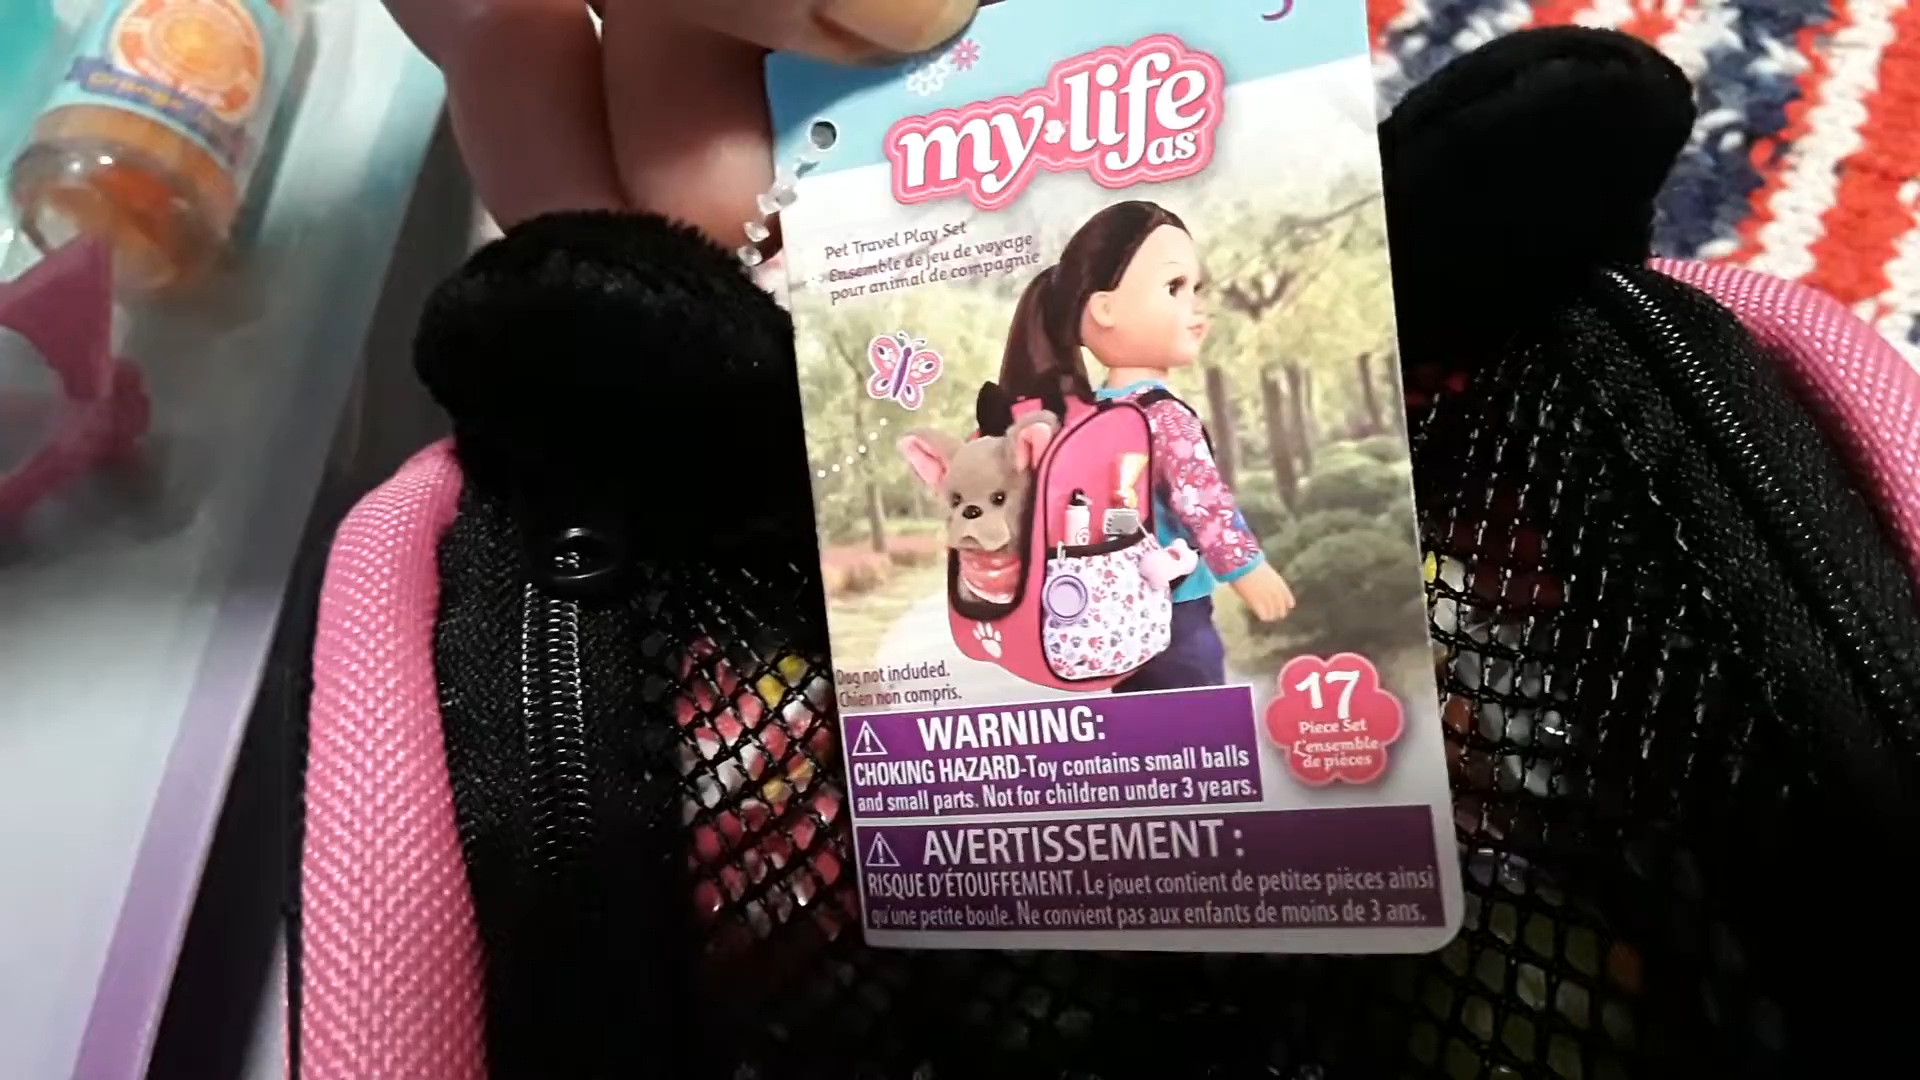 my life
as
Pet Travel Play Set
Ensemble de jeu de voyage
pour animal de compagnie
Dog not included.
Chien non compris.
17
Piece Set
L'ensemble
de pièces
WARNING:
CHOKING HAZARD-Toy contains small balls
and small parts. Not for children under 3 years.
AVERTISSEMENT :
RISQUE D'ÉTOUFFEMENT. Le jouet contient de petites pièces ainsi
qu'une petite boule. Ne convient pas aux enfants de moins de 3 ans.
orange